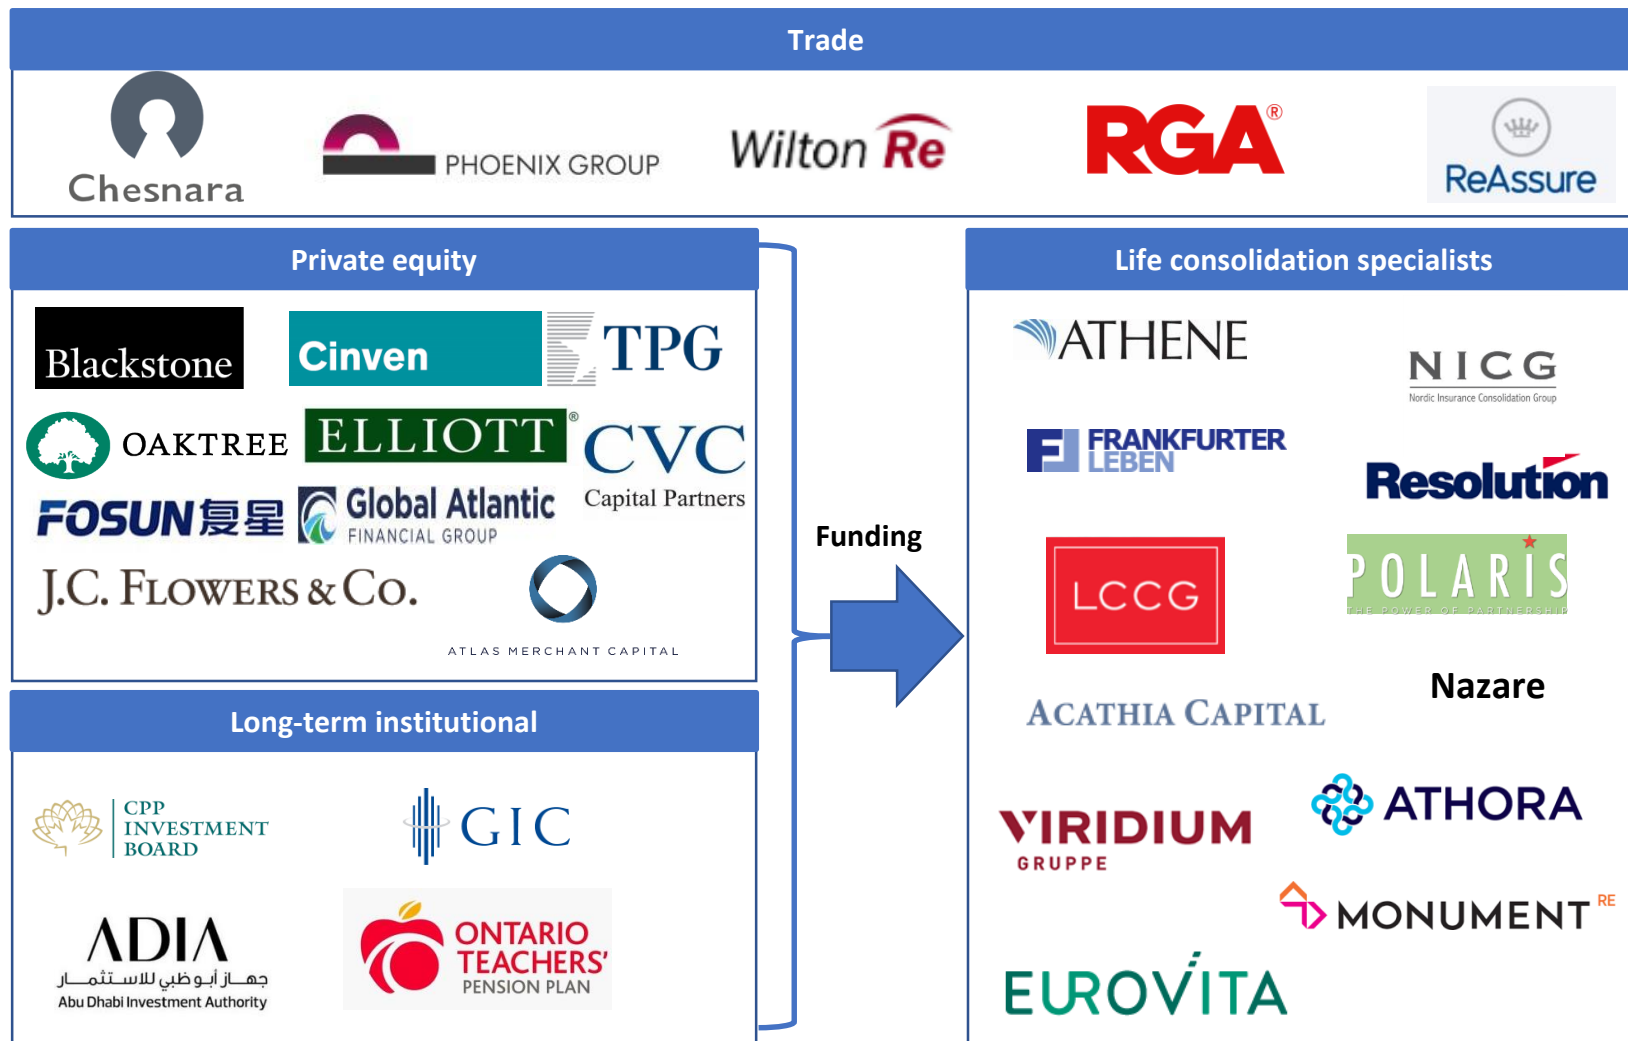 Trade
Chesnara
PHOENIX GROUP
Wilton Re
RGA®
ReAssure
Private equity
Blackstone
Cinven
TPG
OAKTREE
ELLIOTT®
CVC
Capital Partners
FOSUN复星
Global Atlantic
FINANCIAL GROUP
J.C. FLOWERS & CO.
ATLAS MERCHANT CAPITAL
Long-term institutional
CPP
INVESTMENT
BOARD
GIC
ADIA
جهاز أبوظبي للاستثمار
Abu Dhabi Investment Authority
ONTARIO
TEACHERS'
PENSION PLAN
Funding
Life consolidation specialists
ATHENE
NICG
Nordic Insurance Consolidation Group
FRANKFURTER
LEBEN
Resolution
LCCG
POLARIS
THE POWER OF PARTNERSHIP
Nazare
ACATHIA CAPITAL
VIRIDIUM
GRUPPE
ATHORA
MONUMENT RE
EUROVITA